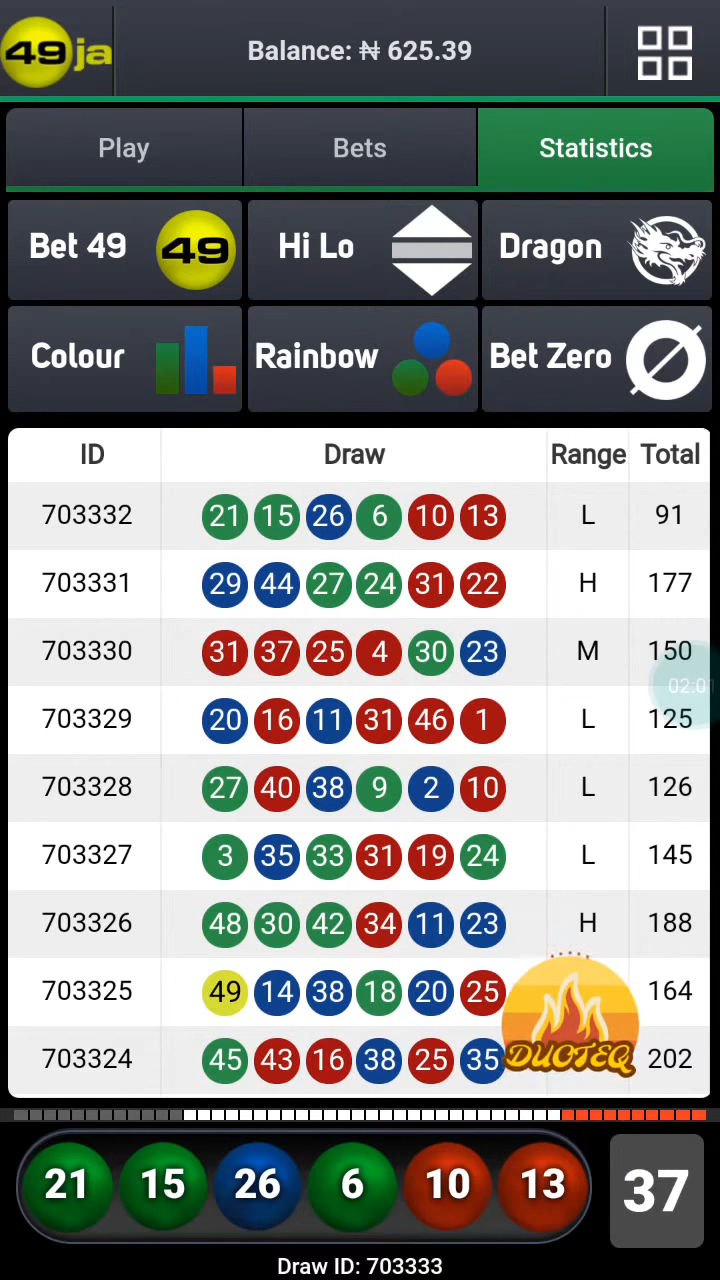 49ja
Balance: ₦ 625.39
Play Bets Statistics
Bet 49 49 Hi Lo Dragon
Colour Rainbow Bet Zero
ID Draw Range Total
703332 21 15 26 6 10 13 L 91
703331 29 44 27 24 31 22 H 177
703330 31 37 25 4 30 23 M 150
02:01
703329 20 16 11 31 46 1 L 125
703328 27 40 38 9 2 10 L 126
703327 3 35 33 31 19 24 L 145
703326 48 30 42 34 11 23 H 188
703325 49 14 38 18 20 25 164
703324 45 43 16 38 25 35 202
DUOTEQ
21 15 26 6 10 13 37
Draw ID: 703333